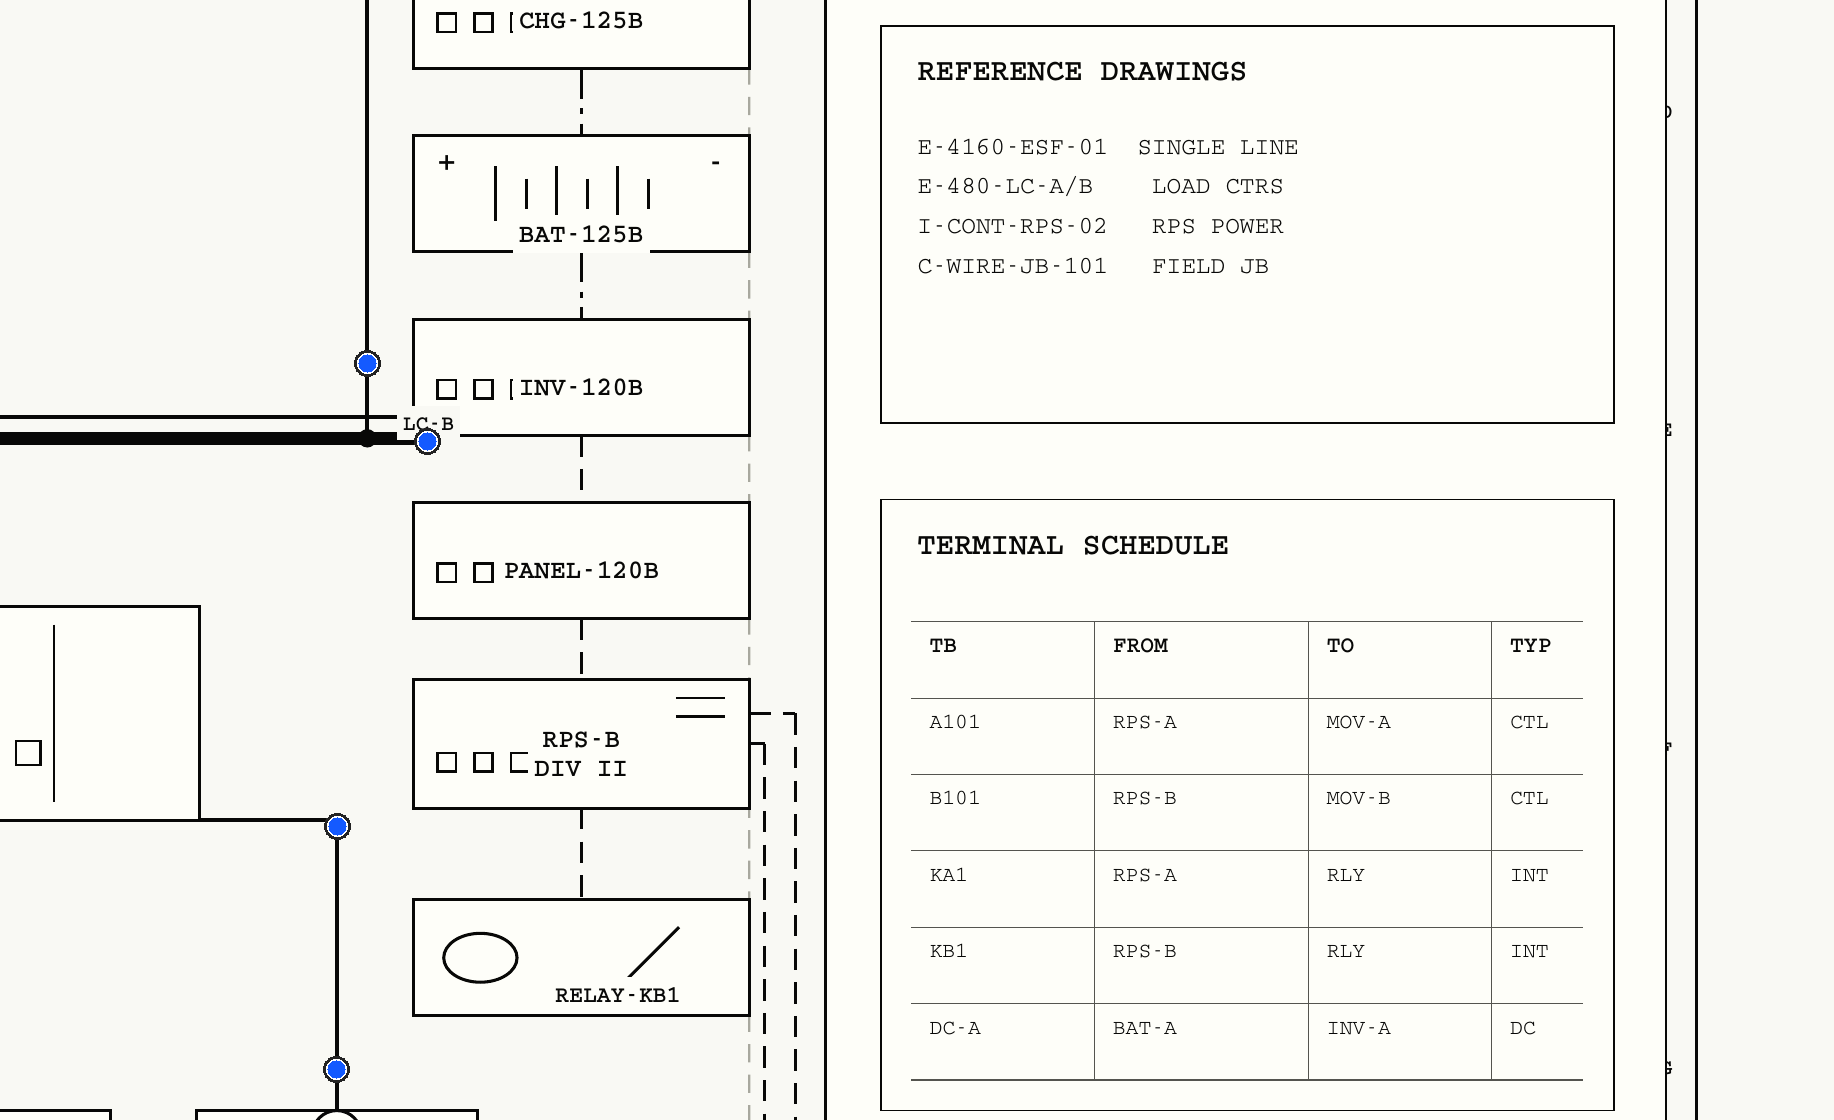 CHG-125B
+ -
BAT-125B
INV-120B
LC-B
PANEL-120B
RPS-B
DIV II
RELAY-KB1
REFERENCE DRAWINGS
E-4160-ESF-01 SINGLE LINE
E-480-LC-A/B LOAD CTRS
I-CONT-RPS-02 RPS POWER
C-WIRE-JB-101 FIELD JB
TERMINAL SCHEDULE
TB FROM TO TYP
A101 RPS-A MOV-A CTL
B101 RPS-B MOV-B CTL
KA1 RPS-A RLY INT
KB1 RPS-B RLY INT
DC-A BAT-A INV-A DC